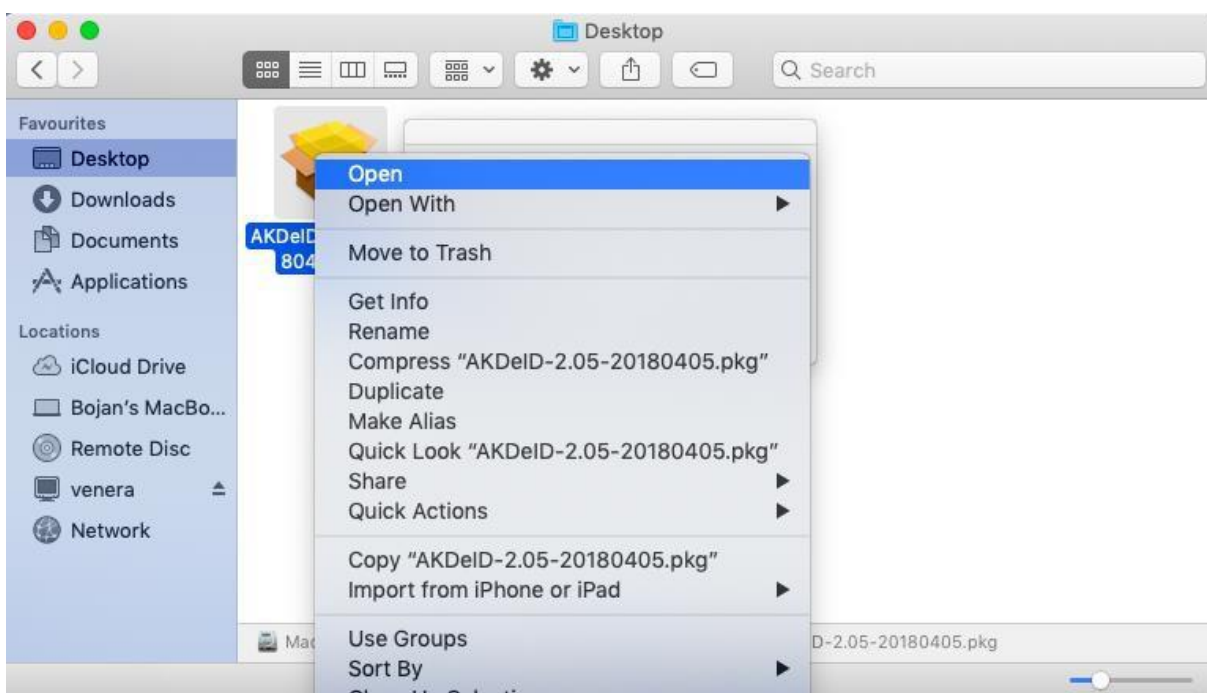 Desktop
Search
Favourites
Desktop
Downloads
Documents
Applications
Locations
iCloud Drive
Bojan's MacBo...
Remote Disc
venera
Network
AKDeID
804
Open
Open With
Move to Trash
Get Info
Rename
Compress “AKDeID-2.05-20180405.pkg”
Duplicate
Make Alias
Quick Look “AKDeID-2.05-20180405.pkg”
Share
Quick Actions
Copy “AKDeID-2.05-20180405.pkg”
Import from iPhone or iPad
Use Groups
Sort By
Mac
D-2.05-20180405.pkg